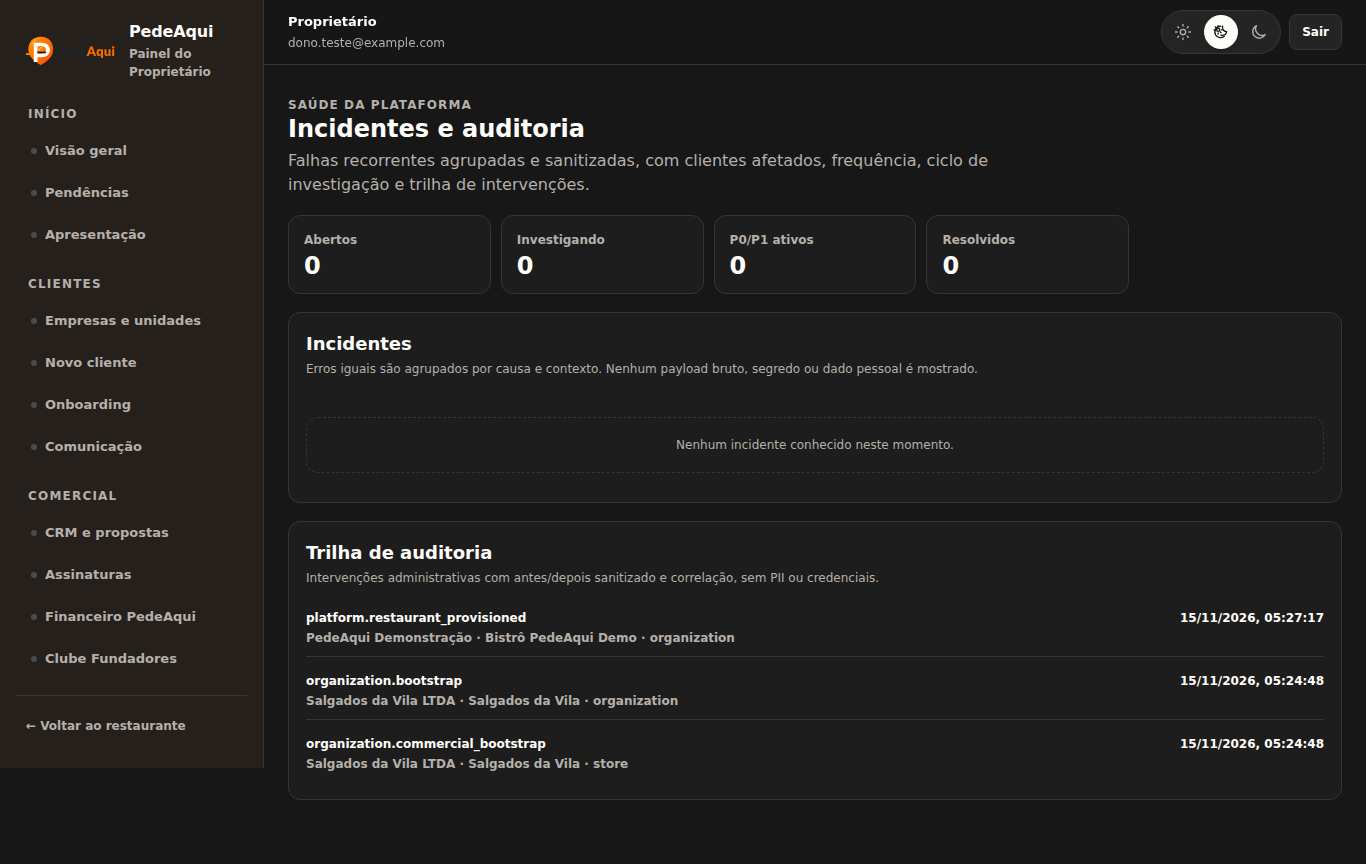 P
Aqui
PedeAqui
Painel do
Proprietário
INÍCIO
Visão geral
Pendências
Apresentação
CLIENTES
Empresas e unidades
Novo cliente
Onboarding
Comunicação
COMERCIAL
CRM e propostas
Assinaturas
Financeiro PedeAqui
Clube Fundadores
← Voltar ao restaurante
Proprietário
dono.teste@example.com
Sair
SAÚDE DA PLATAFORMA
Incidentes e auditoria
Falhas recorrentes agrupadas e sanitizadas, com clientes afetados, frequência, ciclo de
investigação e trilha de intervenções.
Abertos
0
Investigando
0
P0/P1 ativos
0
Resolvidos
0
Incidentes
Erros iguais são agrupados por causa e contexto. Nenhum payload bruto, segredo ou dado pessoal é mostrado.
Nenhum incidente conhecido neste momento.
Trilha de auditoria
Intervenções administrativas com antes/depois sanitizado e correlação, sem PII ou credenciais.
platform.restaurant_provisioned 15/11/2026, 05:27:17
PedeAqui Demonstração · Bistrô PedeAqui Demo · organization
organization.bootstrap 15/11/2026, 05:24:48
Salgados da Vila LTDA · Salgados da Vila · organization
organization.commercial_bootstrap 15/11/2026, 05:24:48
Salgados da Vila LTDA · Salgados da Vila · store